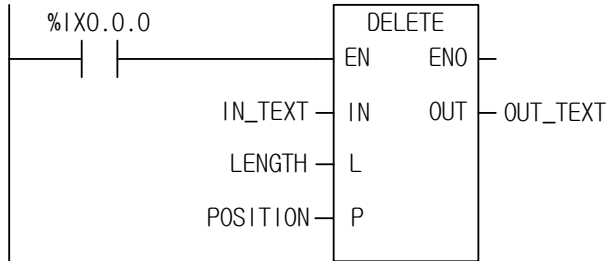 %IX0.0.0
DELETE
EN ENO
IN_TEXT IN OUT OUT_TEXT
LENGTH L
POSITION P